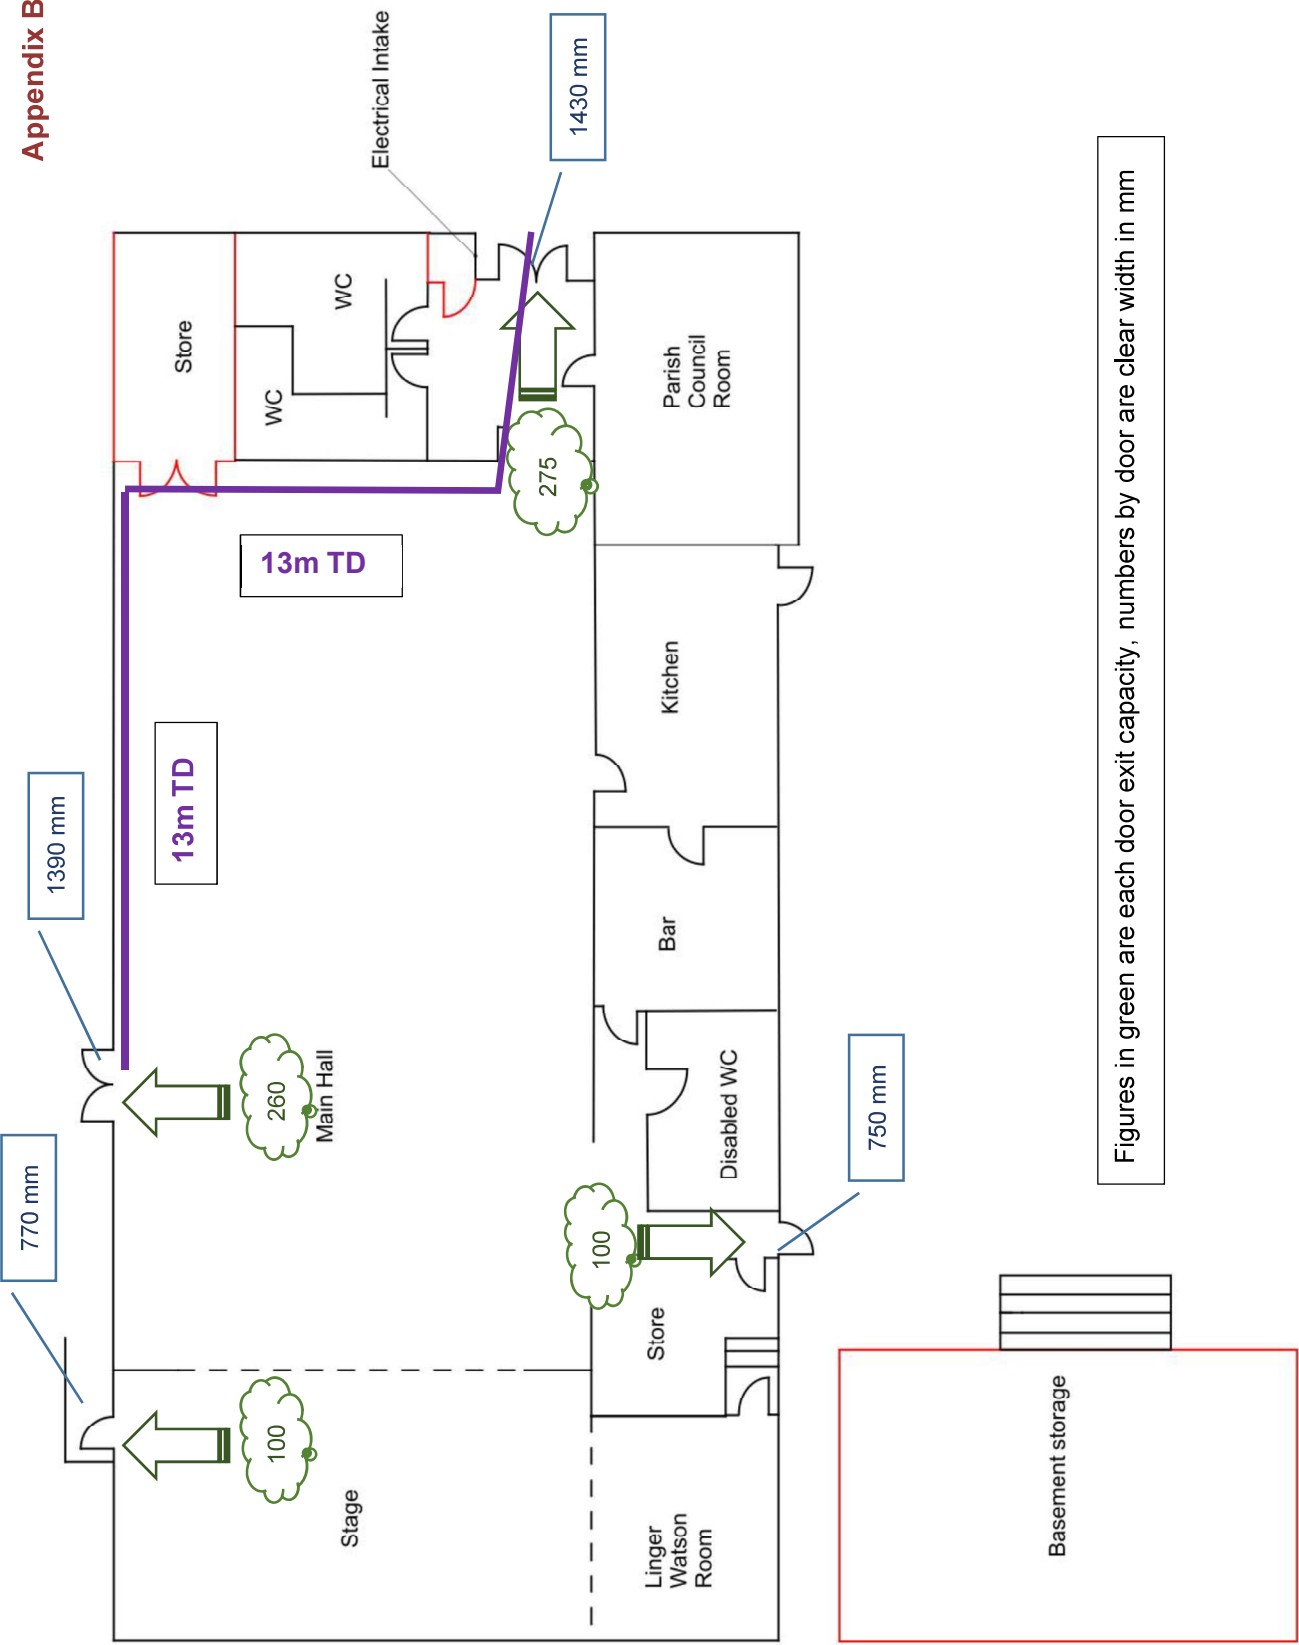 Appendix B
Electrical Intake
1430 mm
1390 mm
770 mm
Store
WC
WC
13m TD
13m TD
275
260
Main Hall
100
Stage
Parish
Council
Room
Kitchen
Bar
Disabled WC
100
Store
750 mm
Linger
Watson
Room
Basement storage
Figures in green are each door exit capacity, numbers by door are clear width in mm